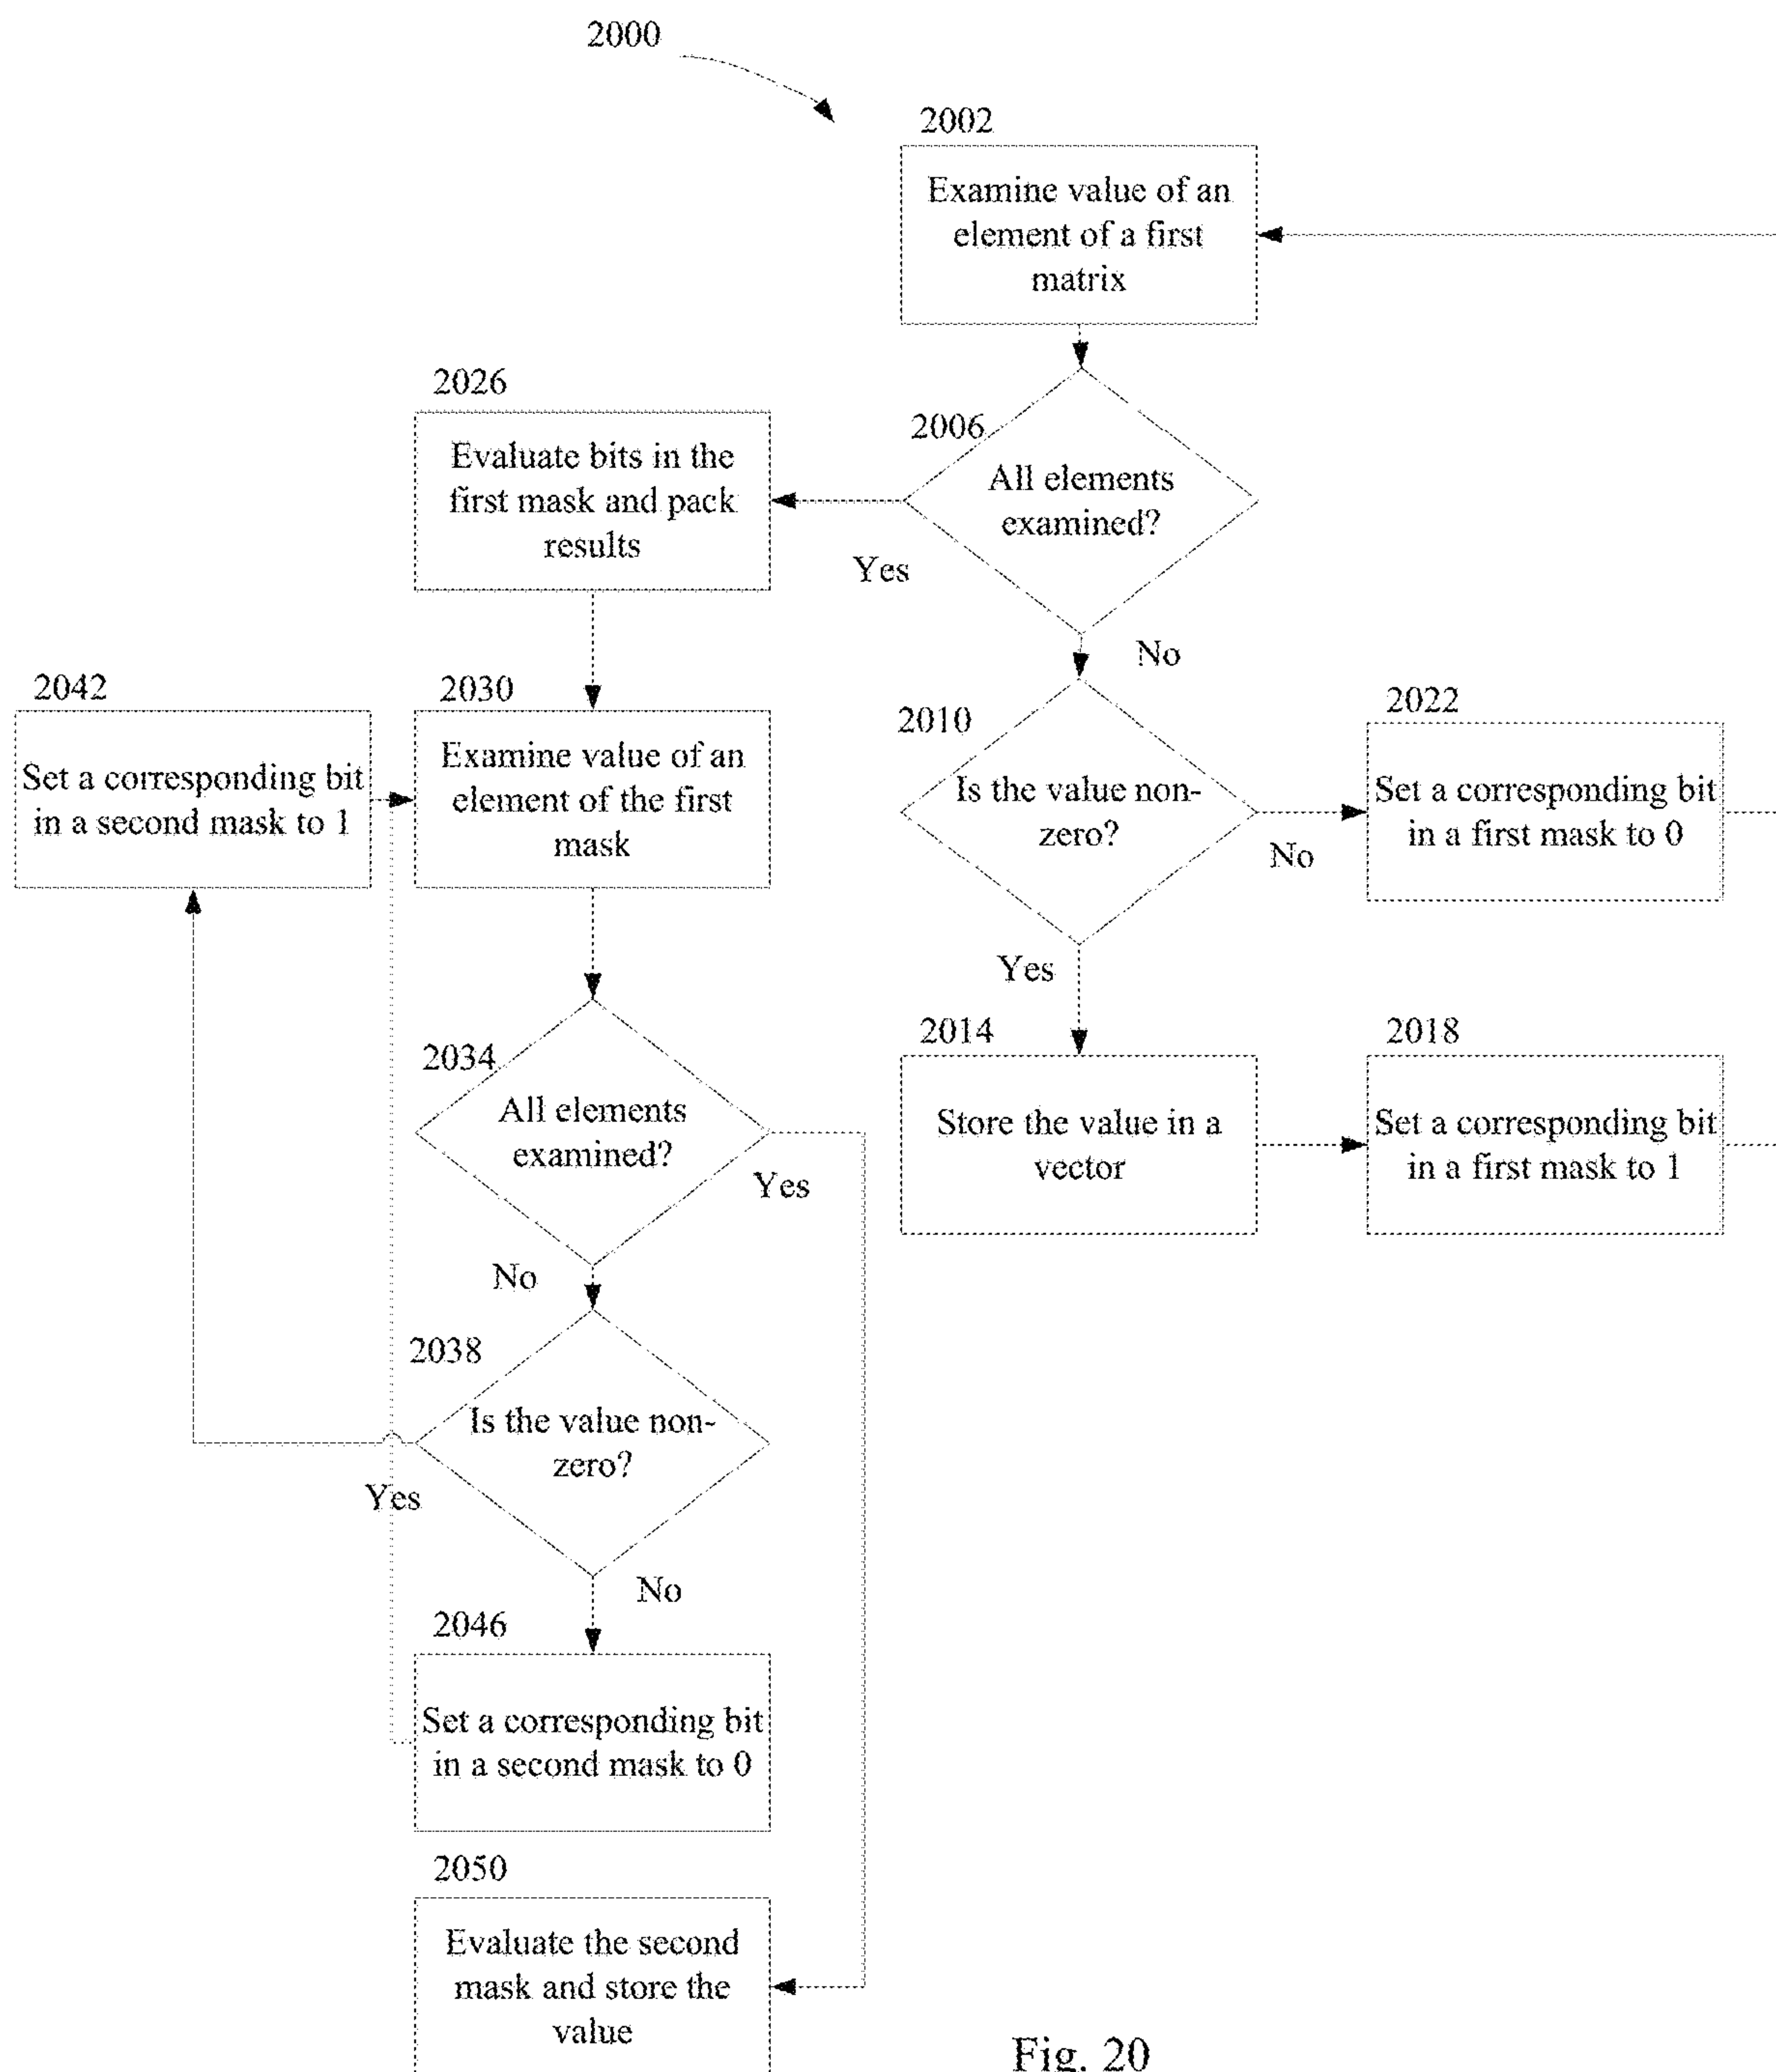 2000
2002
Examine value of an
element of a first
matrix
2026
Evaluate bits in the
first mask and pack
results
2006
All elements
examined?
Yes
No
2042
Set a corresponding bit
in a second mask to 1
2030
Examine value of an
element of the first
mask
2010
Is the value non-
zero?
No
2022
Set a corresponding bit
in a first mask to 0
Yes
2014
Store the value in a
vector
2018
Set a corresponding bit
in a first mask to 1
2034
All elements
examined?
Yes
No
2038
Is the value non-
zero?
Yes
No
2046
Set a corresponding bit
in a second mask to 0
2050
Evaluate the second
mask and store the
value
Fig. 20